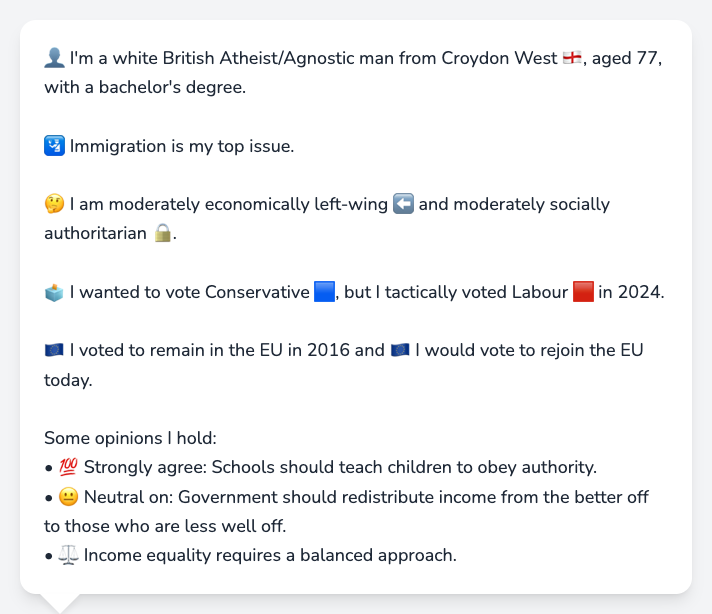 👤 I'm a white British Atheist/Agnostic man from Croydon West 🏴󠁧󠁢󠁥󠁮󠁧󠁿, aged 77,
with a bachelor's degree.
🛂 Immigration is my top issue.
🤔 I am moderately economically left-wing ⬅️ and moderately socially
authoritarian 🔒.
🗳️ I wanted to vote Conservative 🟦, but I tactically voted Labour 🟥 in 2024.
🇪🇺 I voted to remain in the EU in 2016 and 🇪🇺 I would vote to rejoin the EU
today.
Some opinions I hold:
• 💯 Strongly agree: Schools should teach children to obey authority.
• 😐 Neutral on: Government should redistribute income from the better off
to those who are less well off.
• ⚖️ Income equality requires a balanced approach.